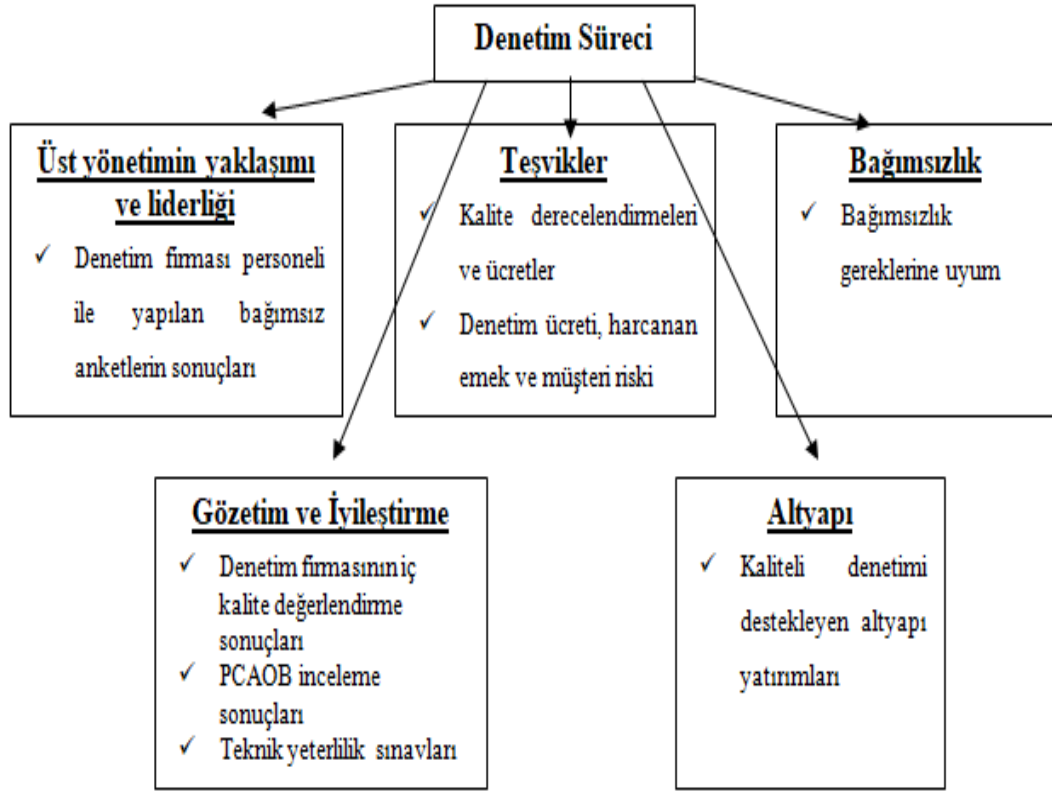 Denetim Süreci
Üst yönetimin yaklaşımı
ve liderliği
✓ Denetim firması personeli
ile yapılan bağımsız
anketlerin sonuçları
Teşvikler
✓ Kalite derecelendirmeleri
ve ücretler
✓ Denetim ücreti, harcanan
emek ve müşteri riski
Bağımsızlık
✓ Bağımsızlık
gereklerine uyum
Gözetim ve İyileştirme
✓ Denetim firmasının iç
kalite değerlendirme
sonuçları
✓ PCAOB inceleme
sonuçları
✓ Teknik yeterlilik sınavları
Altyapı
✓ Kaliteli denetimi
destekleyen altyapı
yatırımları